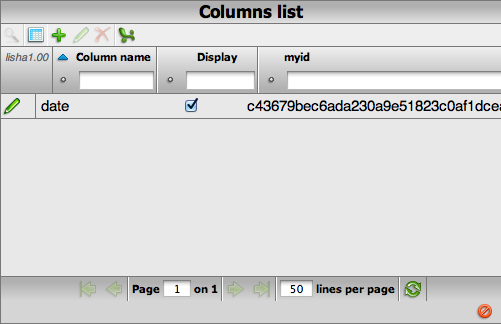 Columns list
lisha1.00 Column name Display myid
date c43679bec6ada230a9e51823c0af1dcea
Page 1 on 1 50 lines per page